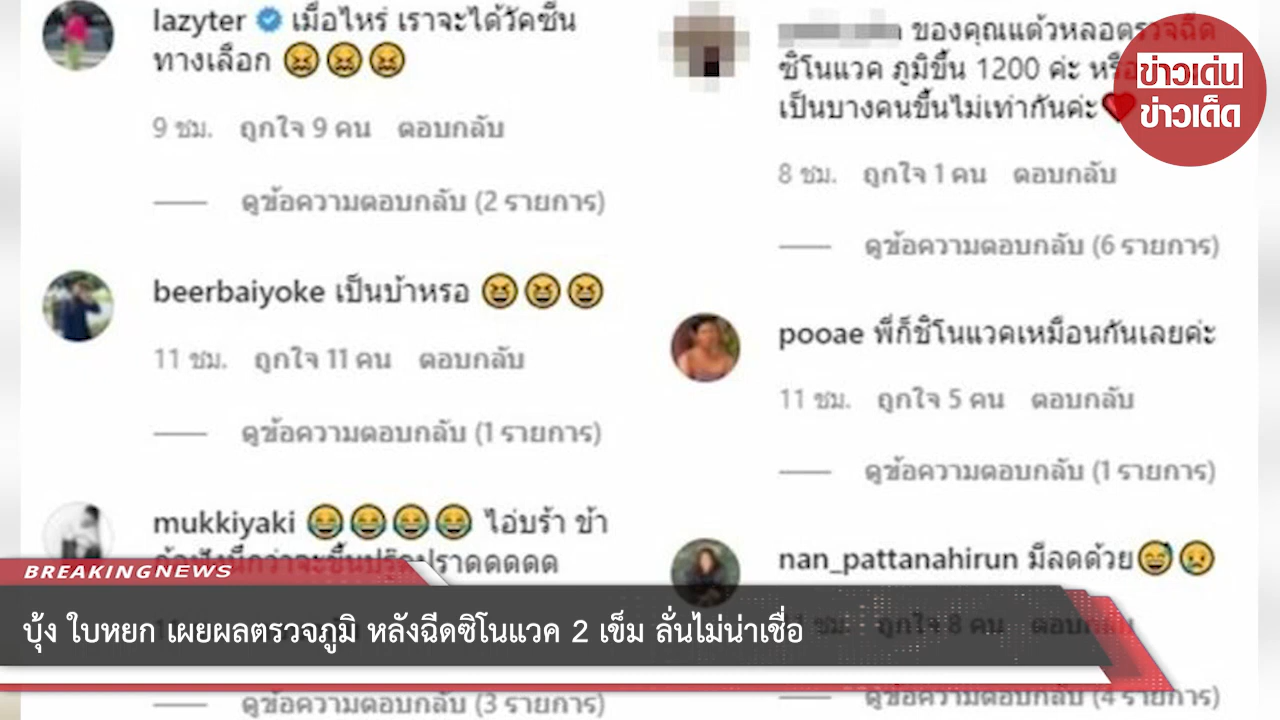 lazyter เมื่อไหร่ เราจะได้วัคซีน
ทางเลือก
9 ชม. ถูกใจ 9 คน ตอบกลับ
ดูข้อความตอบกลับ (2 รายการ)
beerbaiyoke เป็นบ้าหรอ
11 ชม. ถูกใจ 11 คน ตอบกลับ
ดูข้อความตอบกลับ (1 รายการ)
mukkiyaki ไอ่บร้า ข้า
ดูข้อความตอบกลับ (3 รายการ)
ของคุณแต้วหลอตรวจฉีด
ซิโนแวค ภูมิขึ้น 1200 ค่ะ
เป็นบางคนขึ้นไม่เท่ากันค่ะ
8 ชม. ถูกใจ 1 คน ตอบกลับ
ดูข้อความตอบกลับ (6 รายการ)
pooae พี่ก็ซิโนแวคเหมือนกันเลยค่ะ
11 ชม. ถูกใจ 5 คน ตอบกลับ
ดูข้อความตอบกลับ (1 รายการ)
nan_pattanahirun มีลดด้วย
ชม. ถูกใจ 8 คน ตอบกลับ
ดูข้อความตอบกลับ (4 รายการ)
ข่าวเด่น
ข่าวเด็ด
BREAKING NEWS
บุ้ง ใบหยก เผยผลตรวจภูมิ หลังฉีดซิโนแวค 2 เข็ม ลั่นไม่น่าเชื่อ